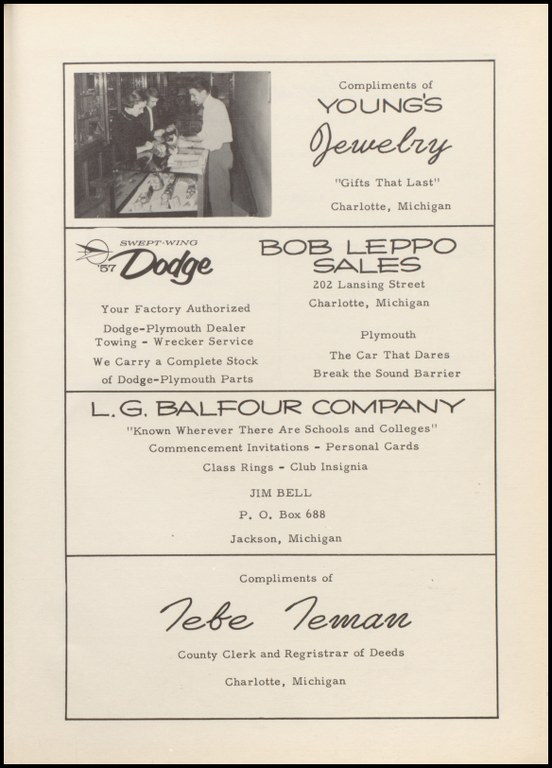 Compliments of
YOUNG'S
Jewelry
"Gifts That Last"
Charlotte, Michigan
SWEPT-WING
'57 Dodge
Your Factory Authorized
Dodge-Plymouth Dealer
Towing - Wrecker Service
We Carry a Complete Stock
of Dodge-Plymouth Parts
BOB LEPPO
SALES
202 Lansing Street
Charlotte, Michigan
Plymouth
The Car That Dares
Break the Sound Barrier
L.G. BALFOUR COMPANY
"Known Wherever There Are Schools and Colleges"
Commencement Invitations - Personal Cards
Class Rings - Club Insignia
JIM BELL
P. O. Box 688
Jackson, Michigan
Compliments of
Tebe Teman
County Clerk and Regristrar of Deeds
Charlotte, Michigan